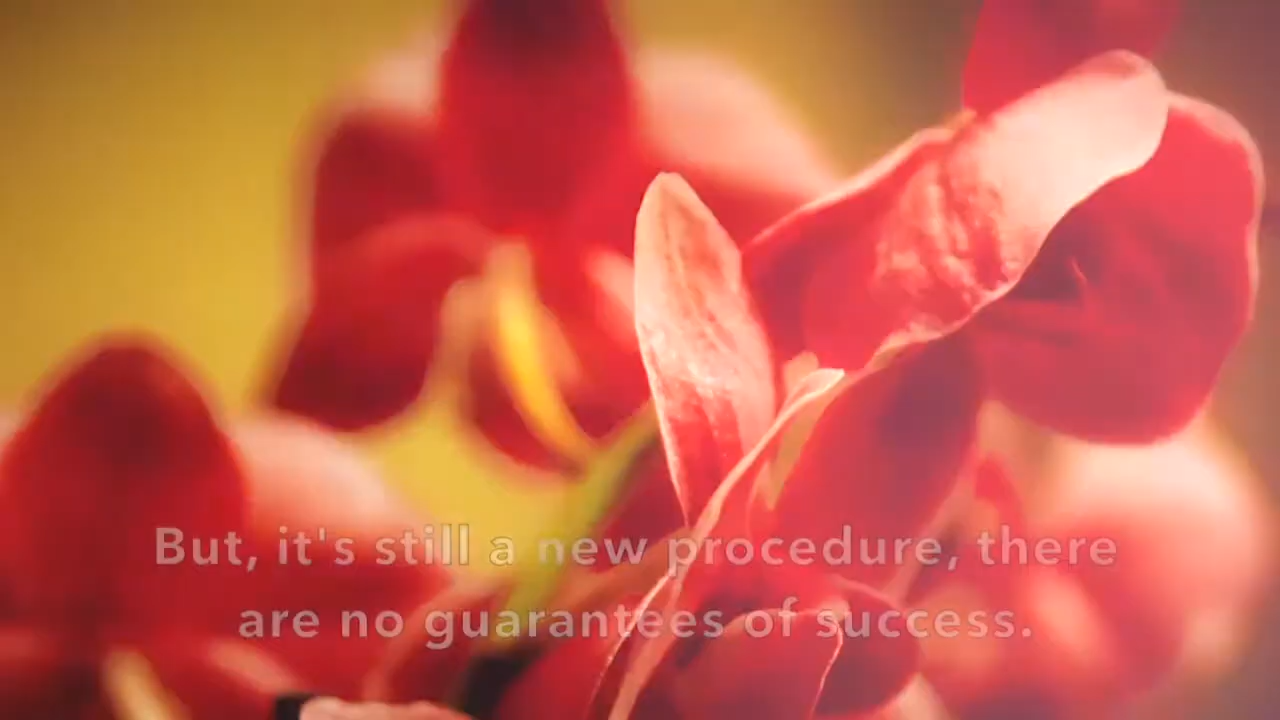 But, it's still a new procedure, there
are no guarantees of success.